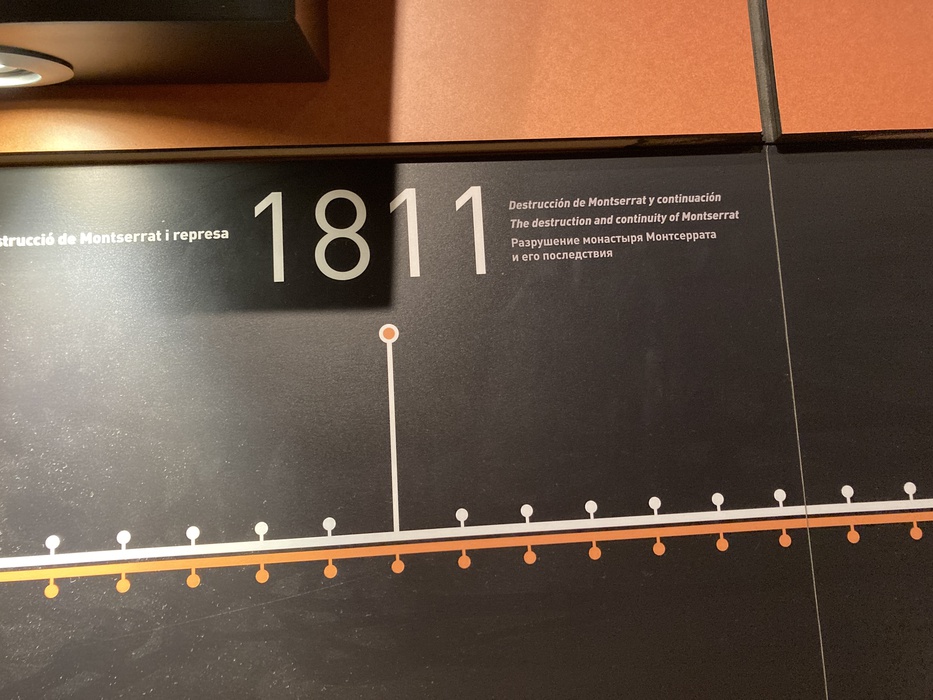 de Montserrat i represa
1811
Destrucción de Montserrat y continuación
The destruction and continuity of Montserrat
Разрушение монастыря Монтсеррата
и его последствия